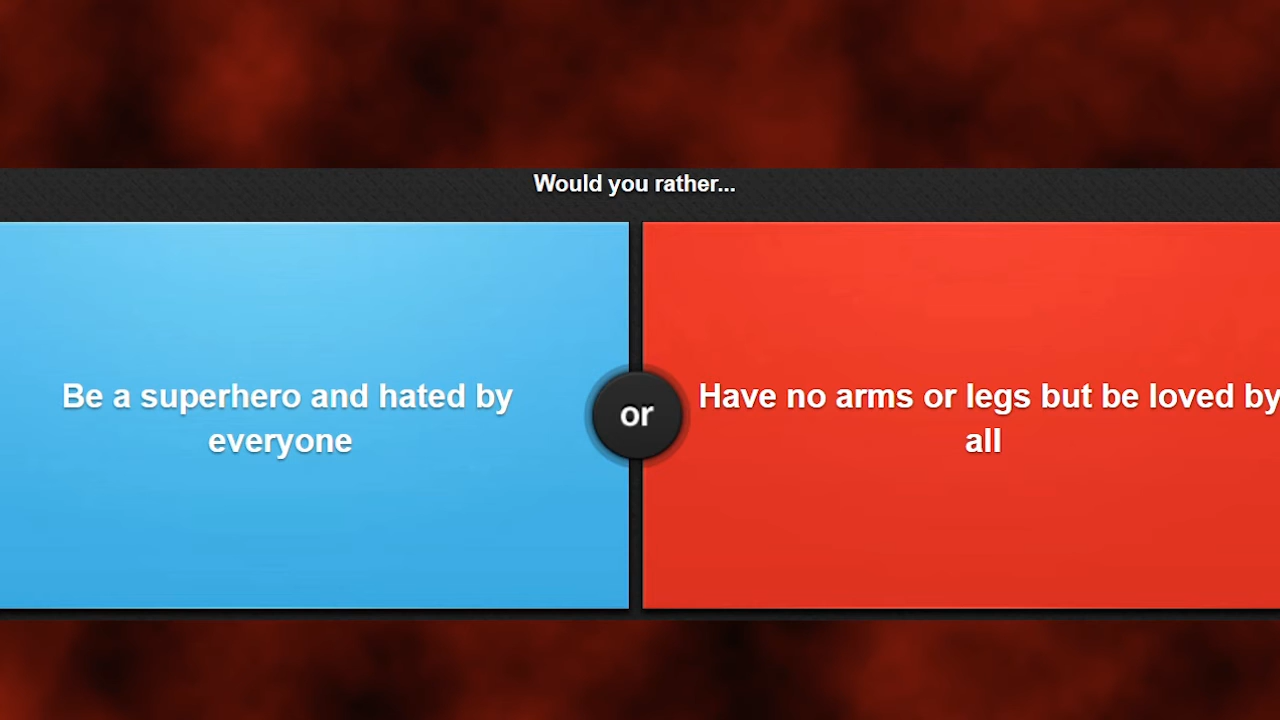 Would you rather...
Be a superhero and hated by
everyone
or
Have no arms or legs but be loved by
all